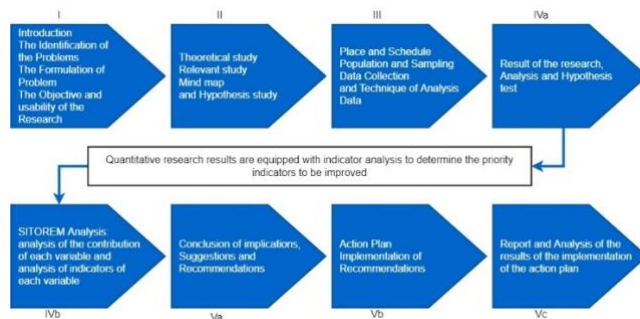 I
II
III
IVa
Introduction
The Identification of
the Problems
The Formulation of
Problem
The Objective and
usability of the
Research
Theoretical study
Relevant study
Mind map
and Hypothesis study
Place and Schedule
Population and Sampling
Data Collection
and Technique of Analysis
Data
Result of the research,
Analysis and Hypothesis
test
Quantitative research results are equipped with indicator analysis to determine the priority
indicators to be improved
SITOREM Analysis:
analysis of the contribution
of each variable and
analysis of indicators of
each variable
Conclusion of implications,
Suggestions and
Recommendations
Action Plan
Implementation of
Recommendations
Report and Analysis of the
results of the implementation
of the action plan
IVb
Va
Vb
Vc